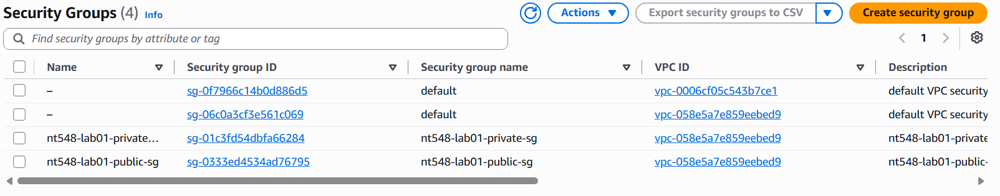 Security Groups (4) Info Actions Export security groups to CSV Create security group
Find security groups by attribute or tag 1
Name Security group ID Security group name VPC ID Description
– sg-0f7966c14b0d886d5 default vpc-0006cf05c543b7ce1 default VPC security
– sg-06c0a3cf3e561c069 default vpc-058e5a7e859eebed9 default VPC security
nt548-lab01-private... sg-01c3fd54dbfa66284 nt548-lab01-private-sg vpc-058e5a7e859eebed9 nt548-lab01-private
nt548-lab01-public-sg sg-0333ed4534ad76795 nt548-lab01-public-sg vpc-058e5a7e859eebed9 nt548-lab01-public-